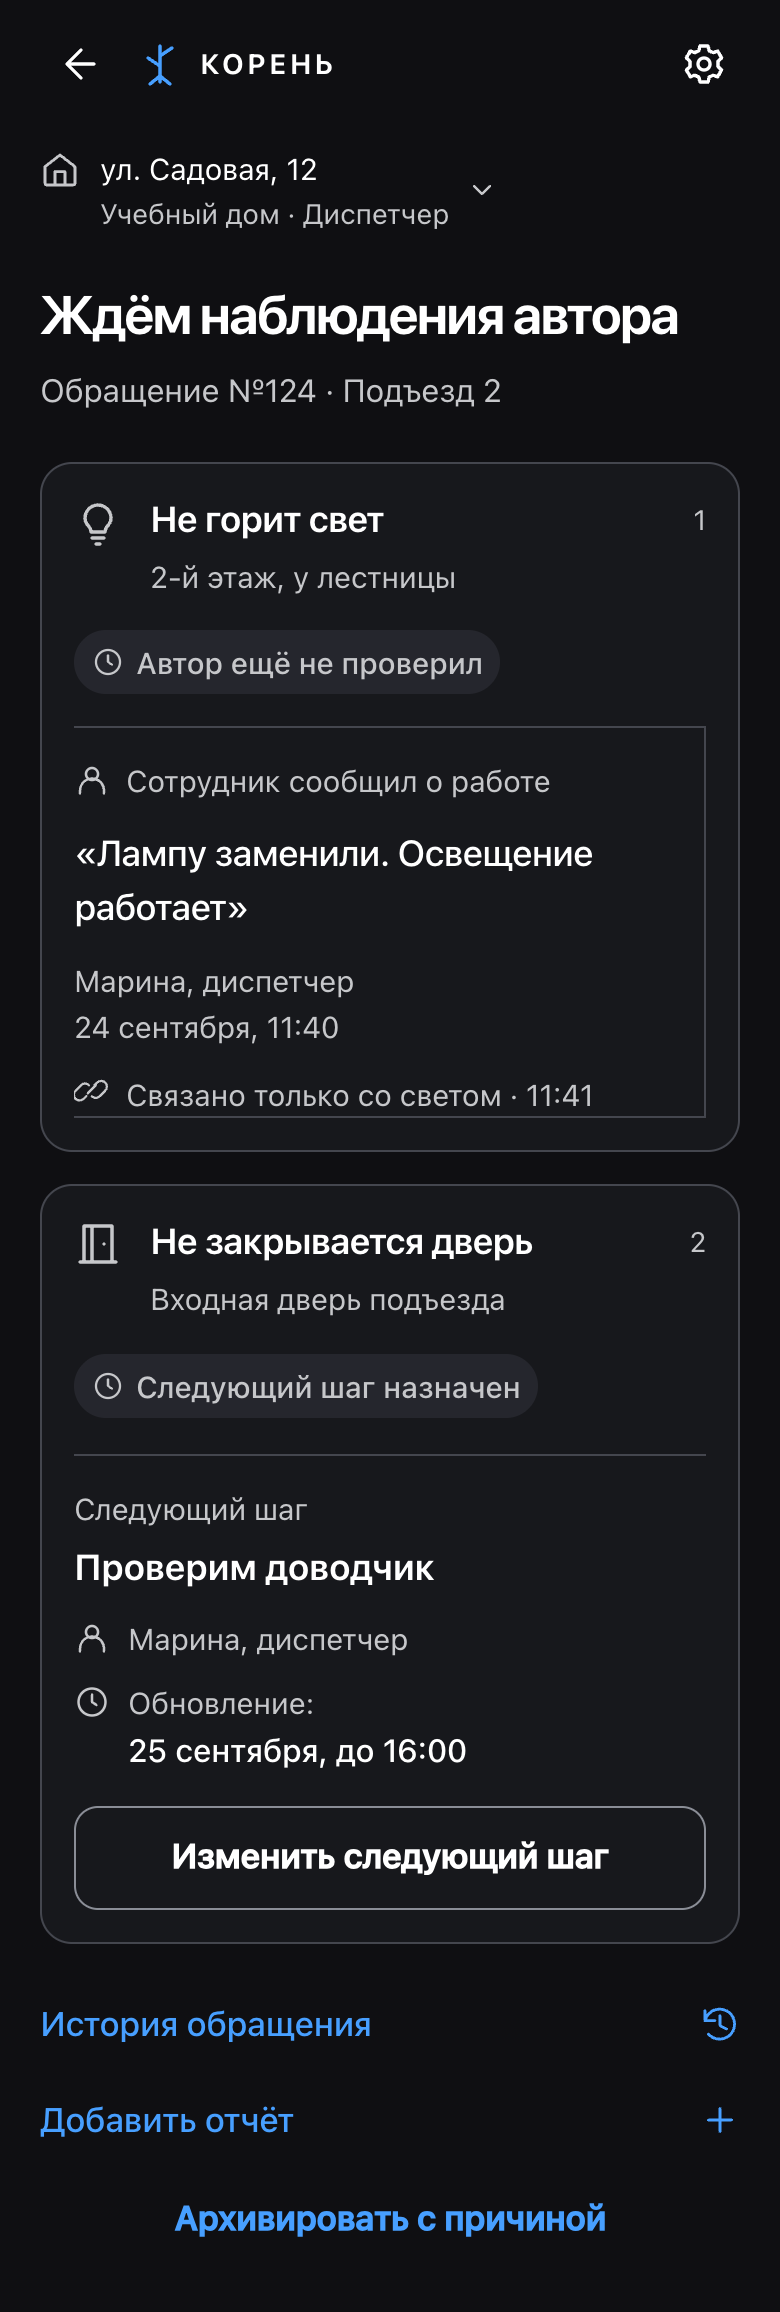 КОРЕНЬ
ул. Садовая, 12
Учебный дом · Диспетчер
Ждём наблюдения автора
Обращение №124 · Подъезд 2
Не горит свет 1
2-й этаж, у лестницы
Автор ещё не проверил
Сотрудник сообщил о работе
«Лампу заменили. Освещение
работает»
Марина, диспетчер
24 сентября, 11:40
Связано только со светом · 11:41
Не закрывается дверь 2
Входная дверь подъезда
Следующий шаг назначен
Следующий шаг
Проверим доводчик
Марина, диспетчер
Обновление:
25 сентября, до 16:00
Изменить следующий шаг
История обращения
Добавить отчёт
Архивировать с причиной